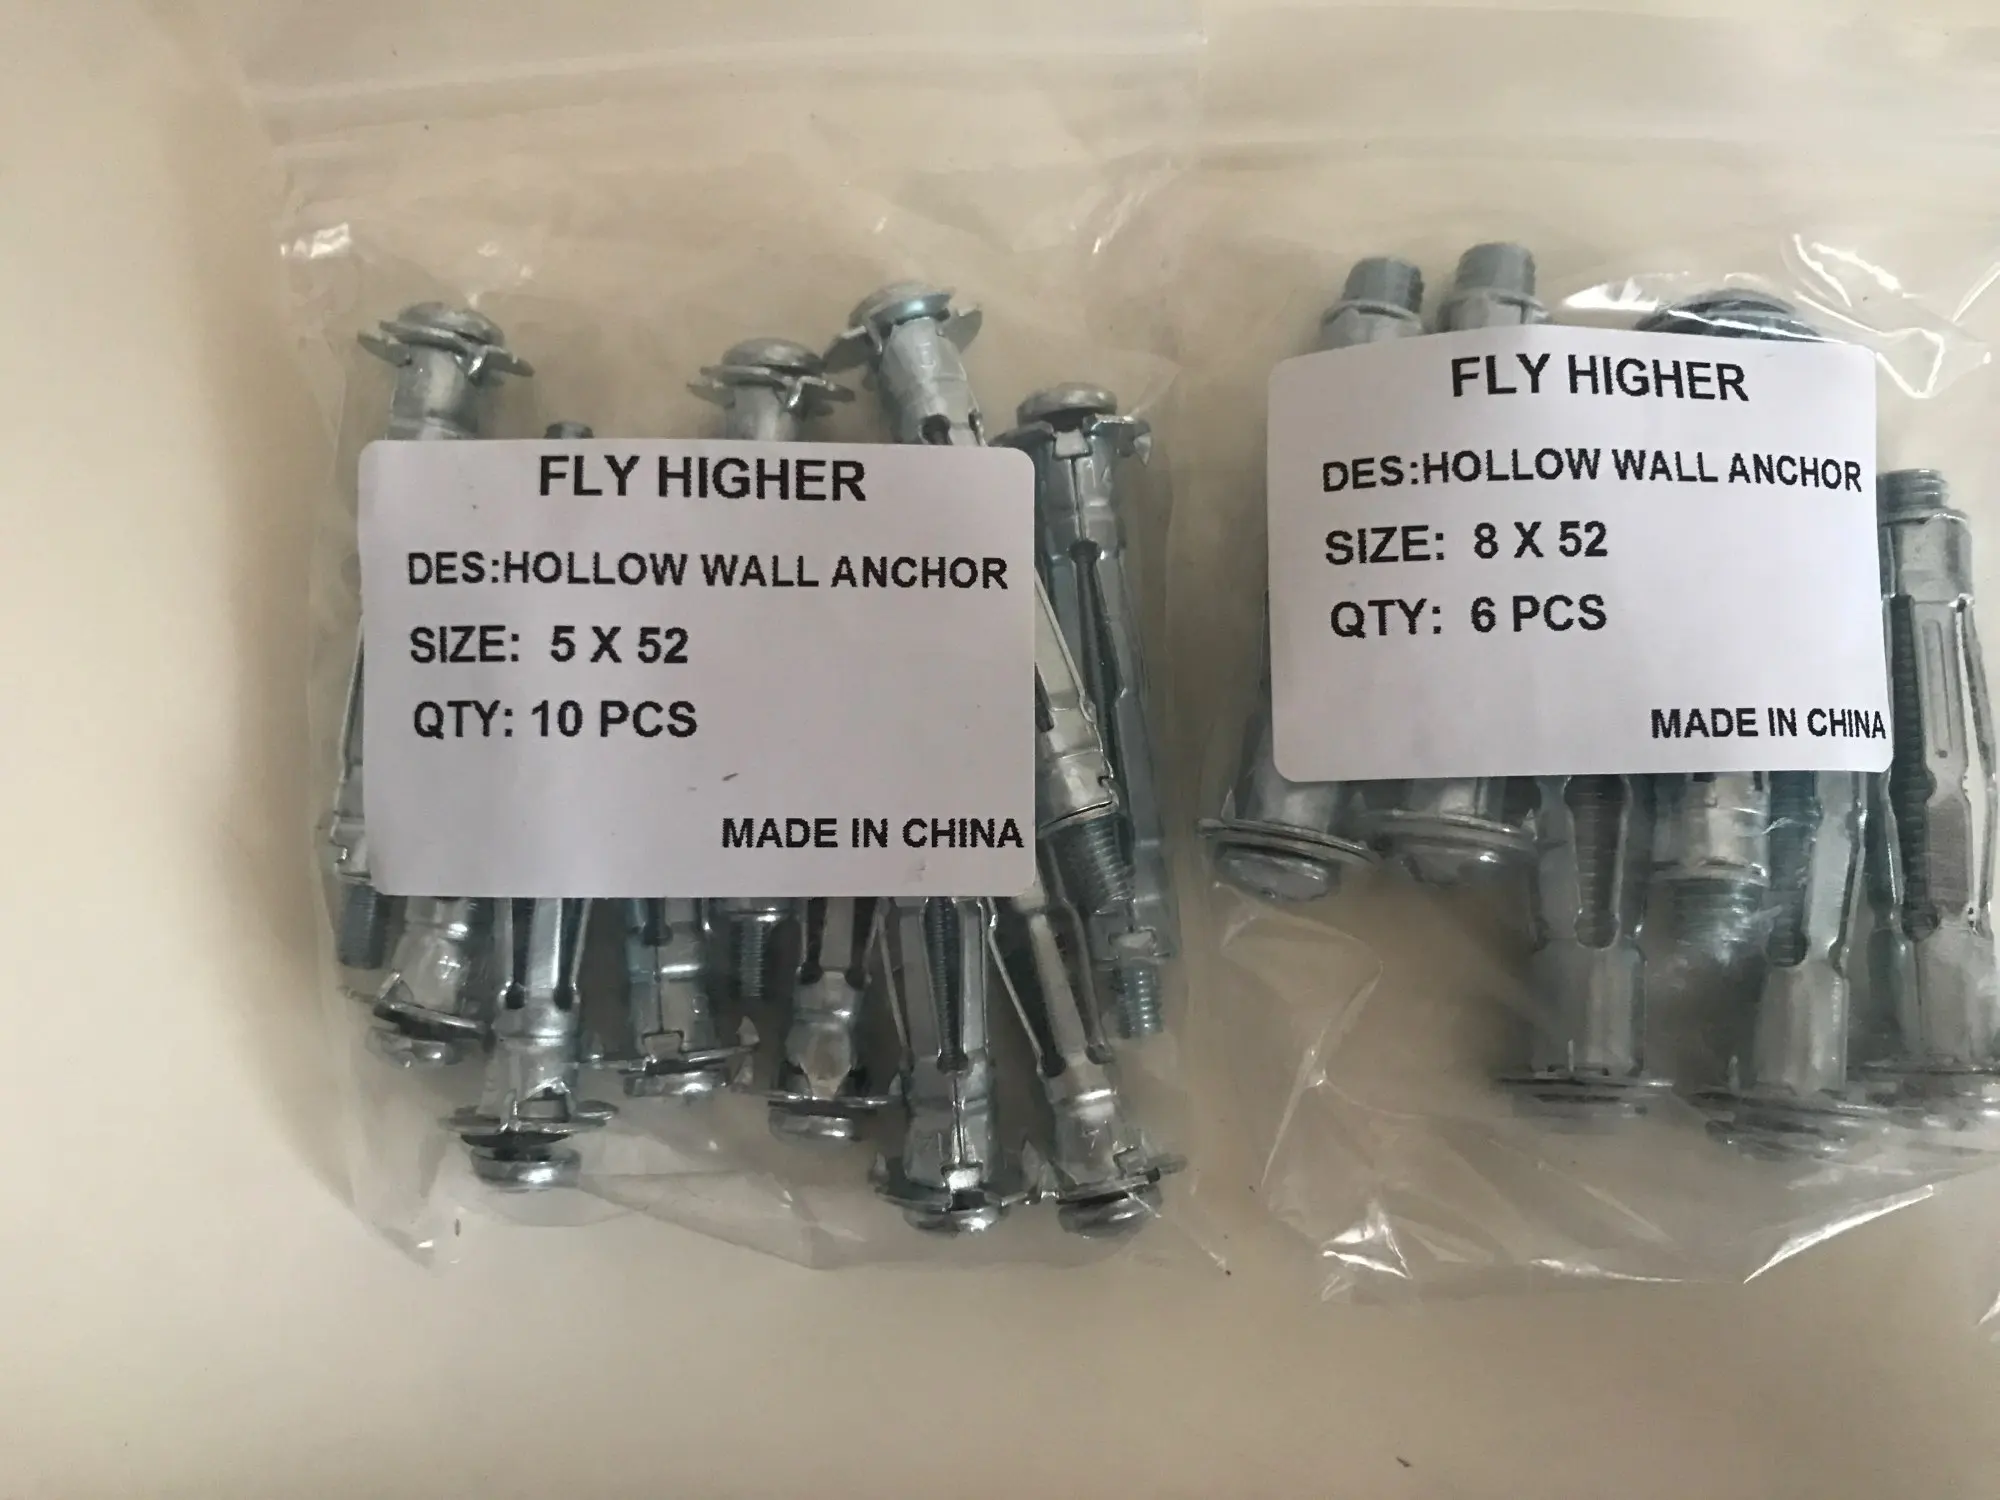 FLY HIGHER
DES:HOLLOW WALL ANCHOR
SIZE: 5 X 52
QTY: 10 PCS
MADE IN CHINA
FLY HIGHER
DES:HOLLOW WALL ANCHOR
SIZE: 8 X 52
QTY: 6 PCS
MADE IN CHINA